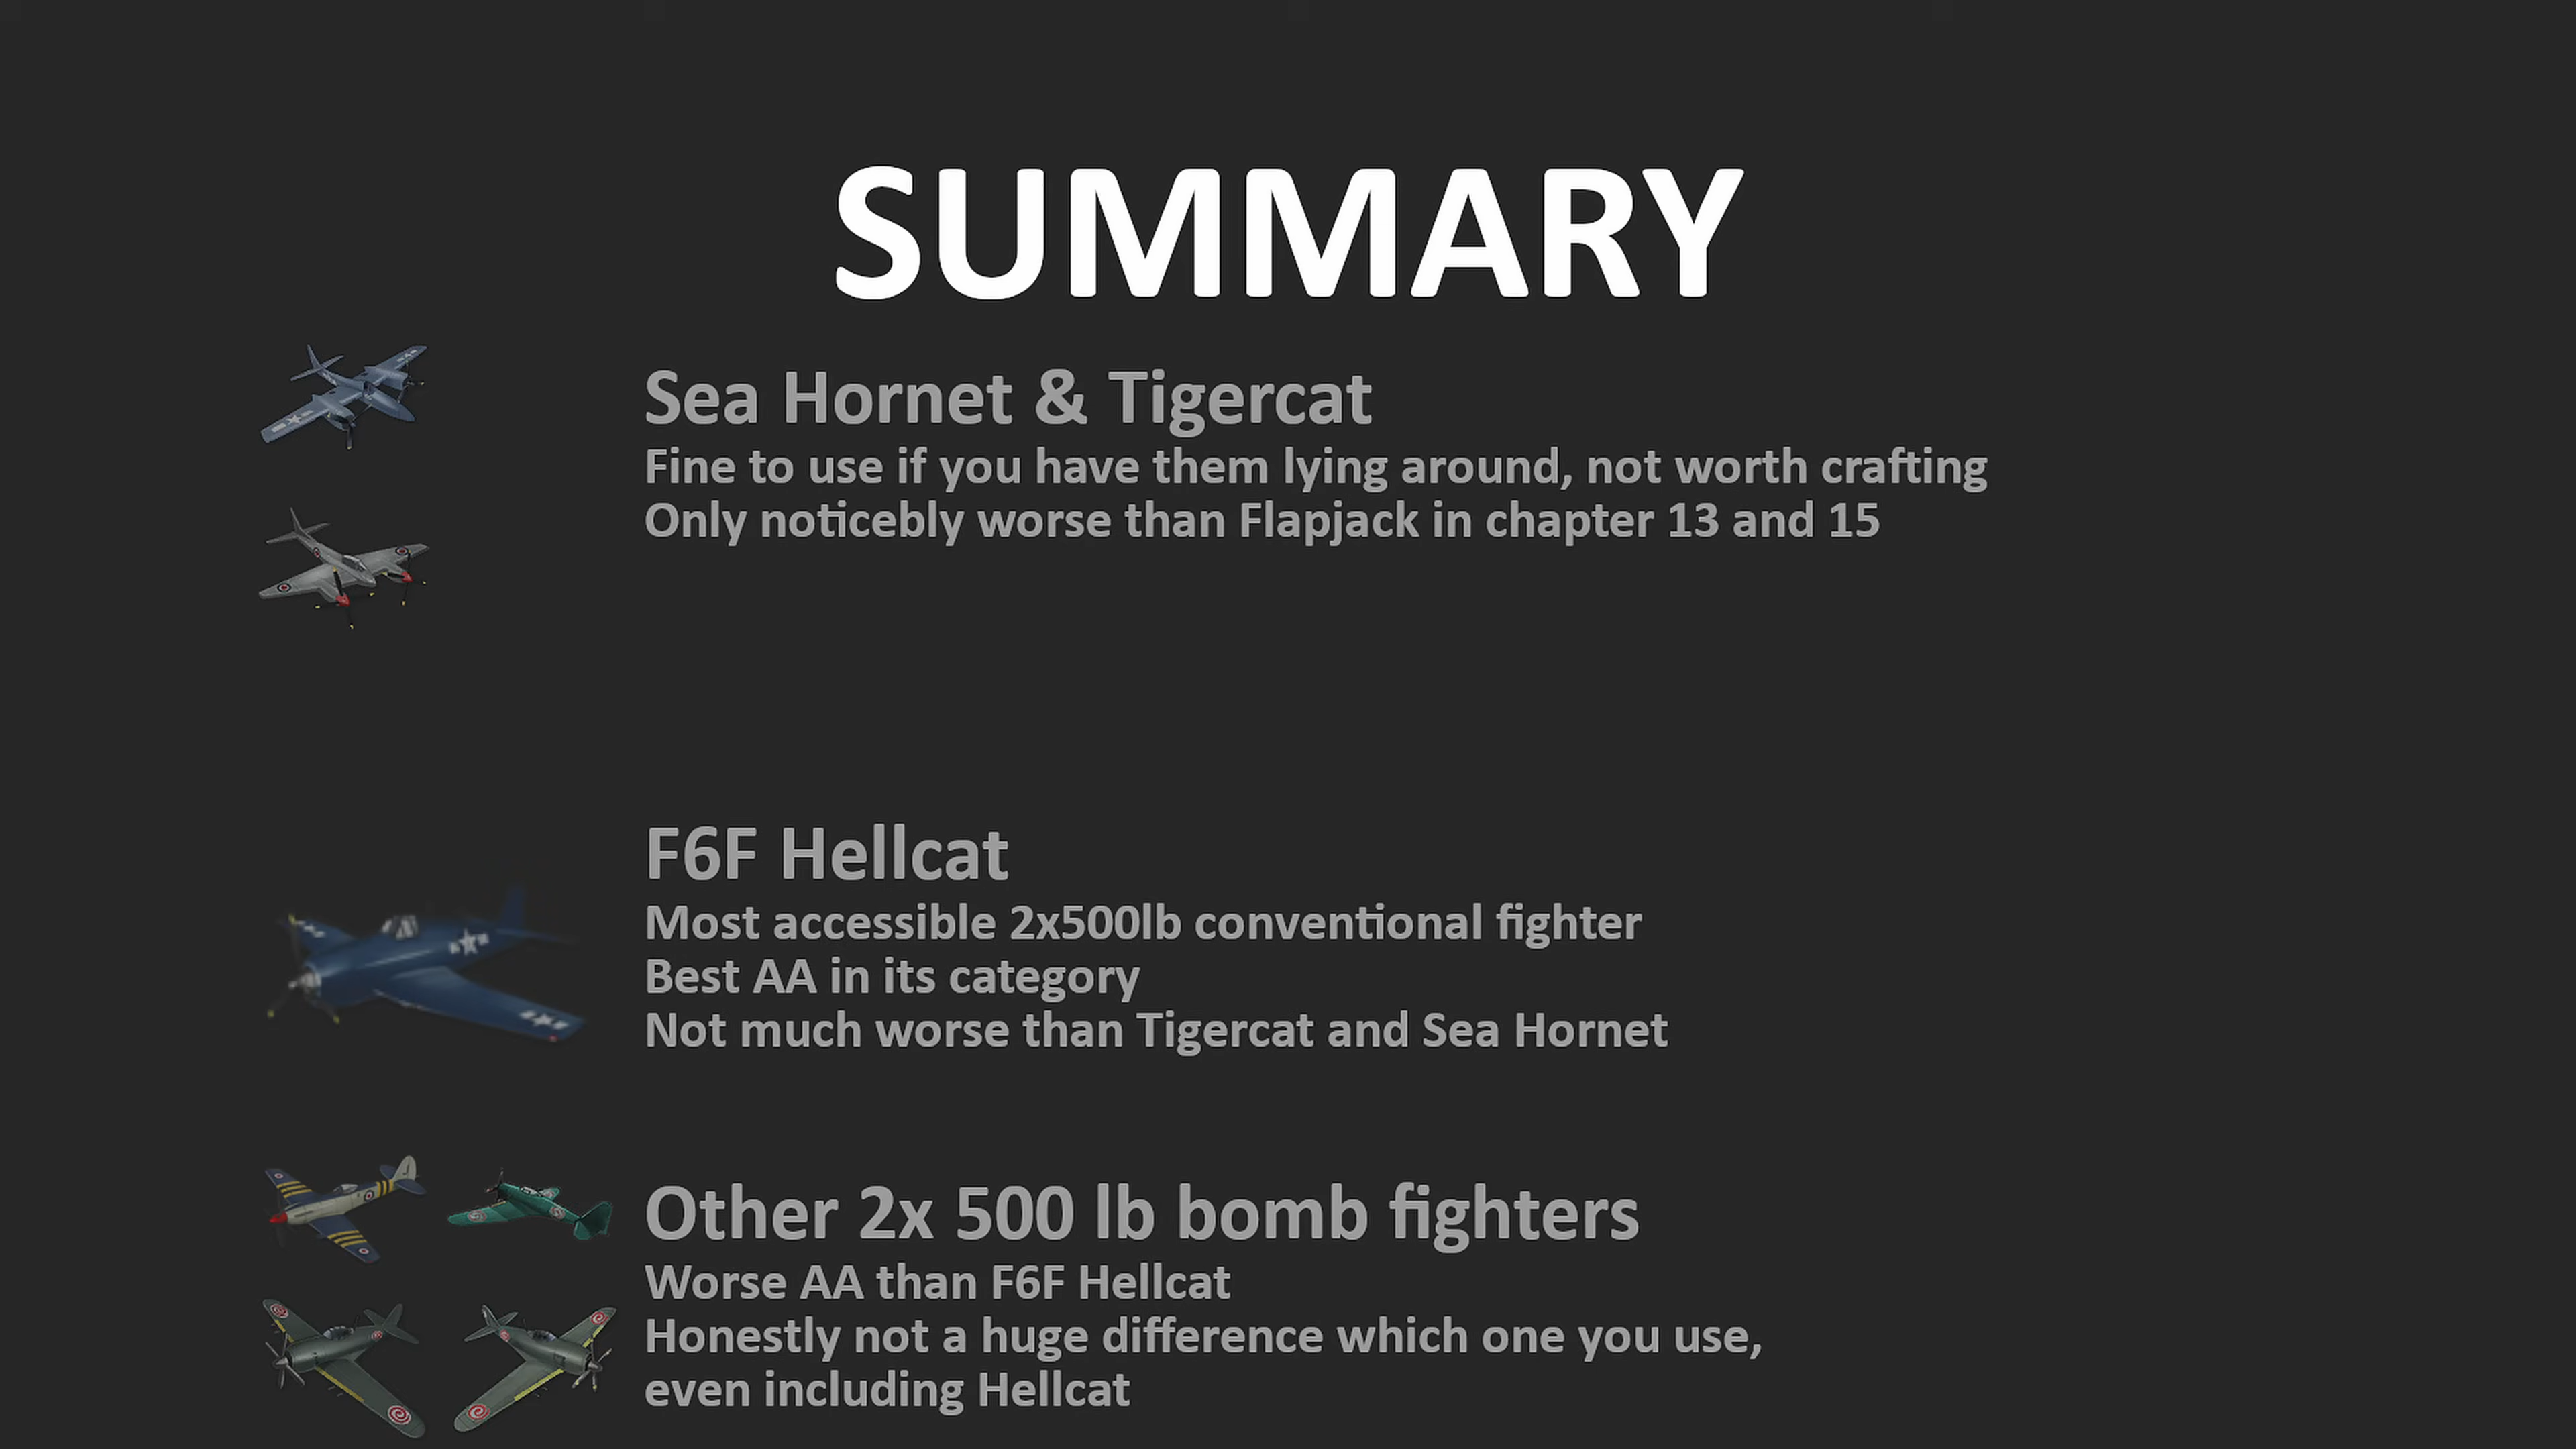 SUMMARY
Sea Hornet & Tigercat
Fine to use if you have them lying around, not worth crafting
Only noticebly worse than Flapjack in chapter 13 and 15
F6F Hellcat
Most accessible 2x500lb conventional fighter
Best AA in its category
Not much worse than Tigercat and Sea Hornet
Other 2x 500 lb bomb fighters
Worse AA than F6F Hellcat
Honestly not a huge difference which one you use,
even including Hellcat